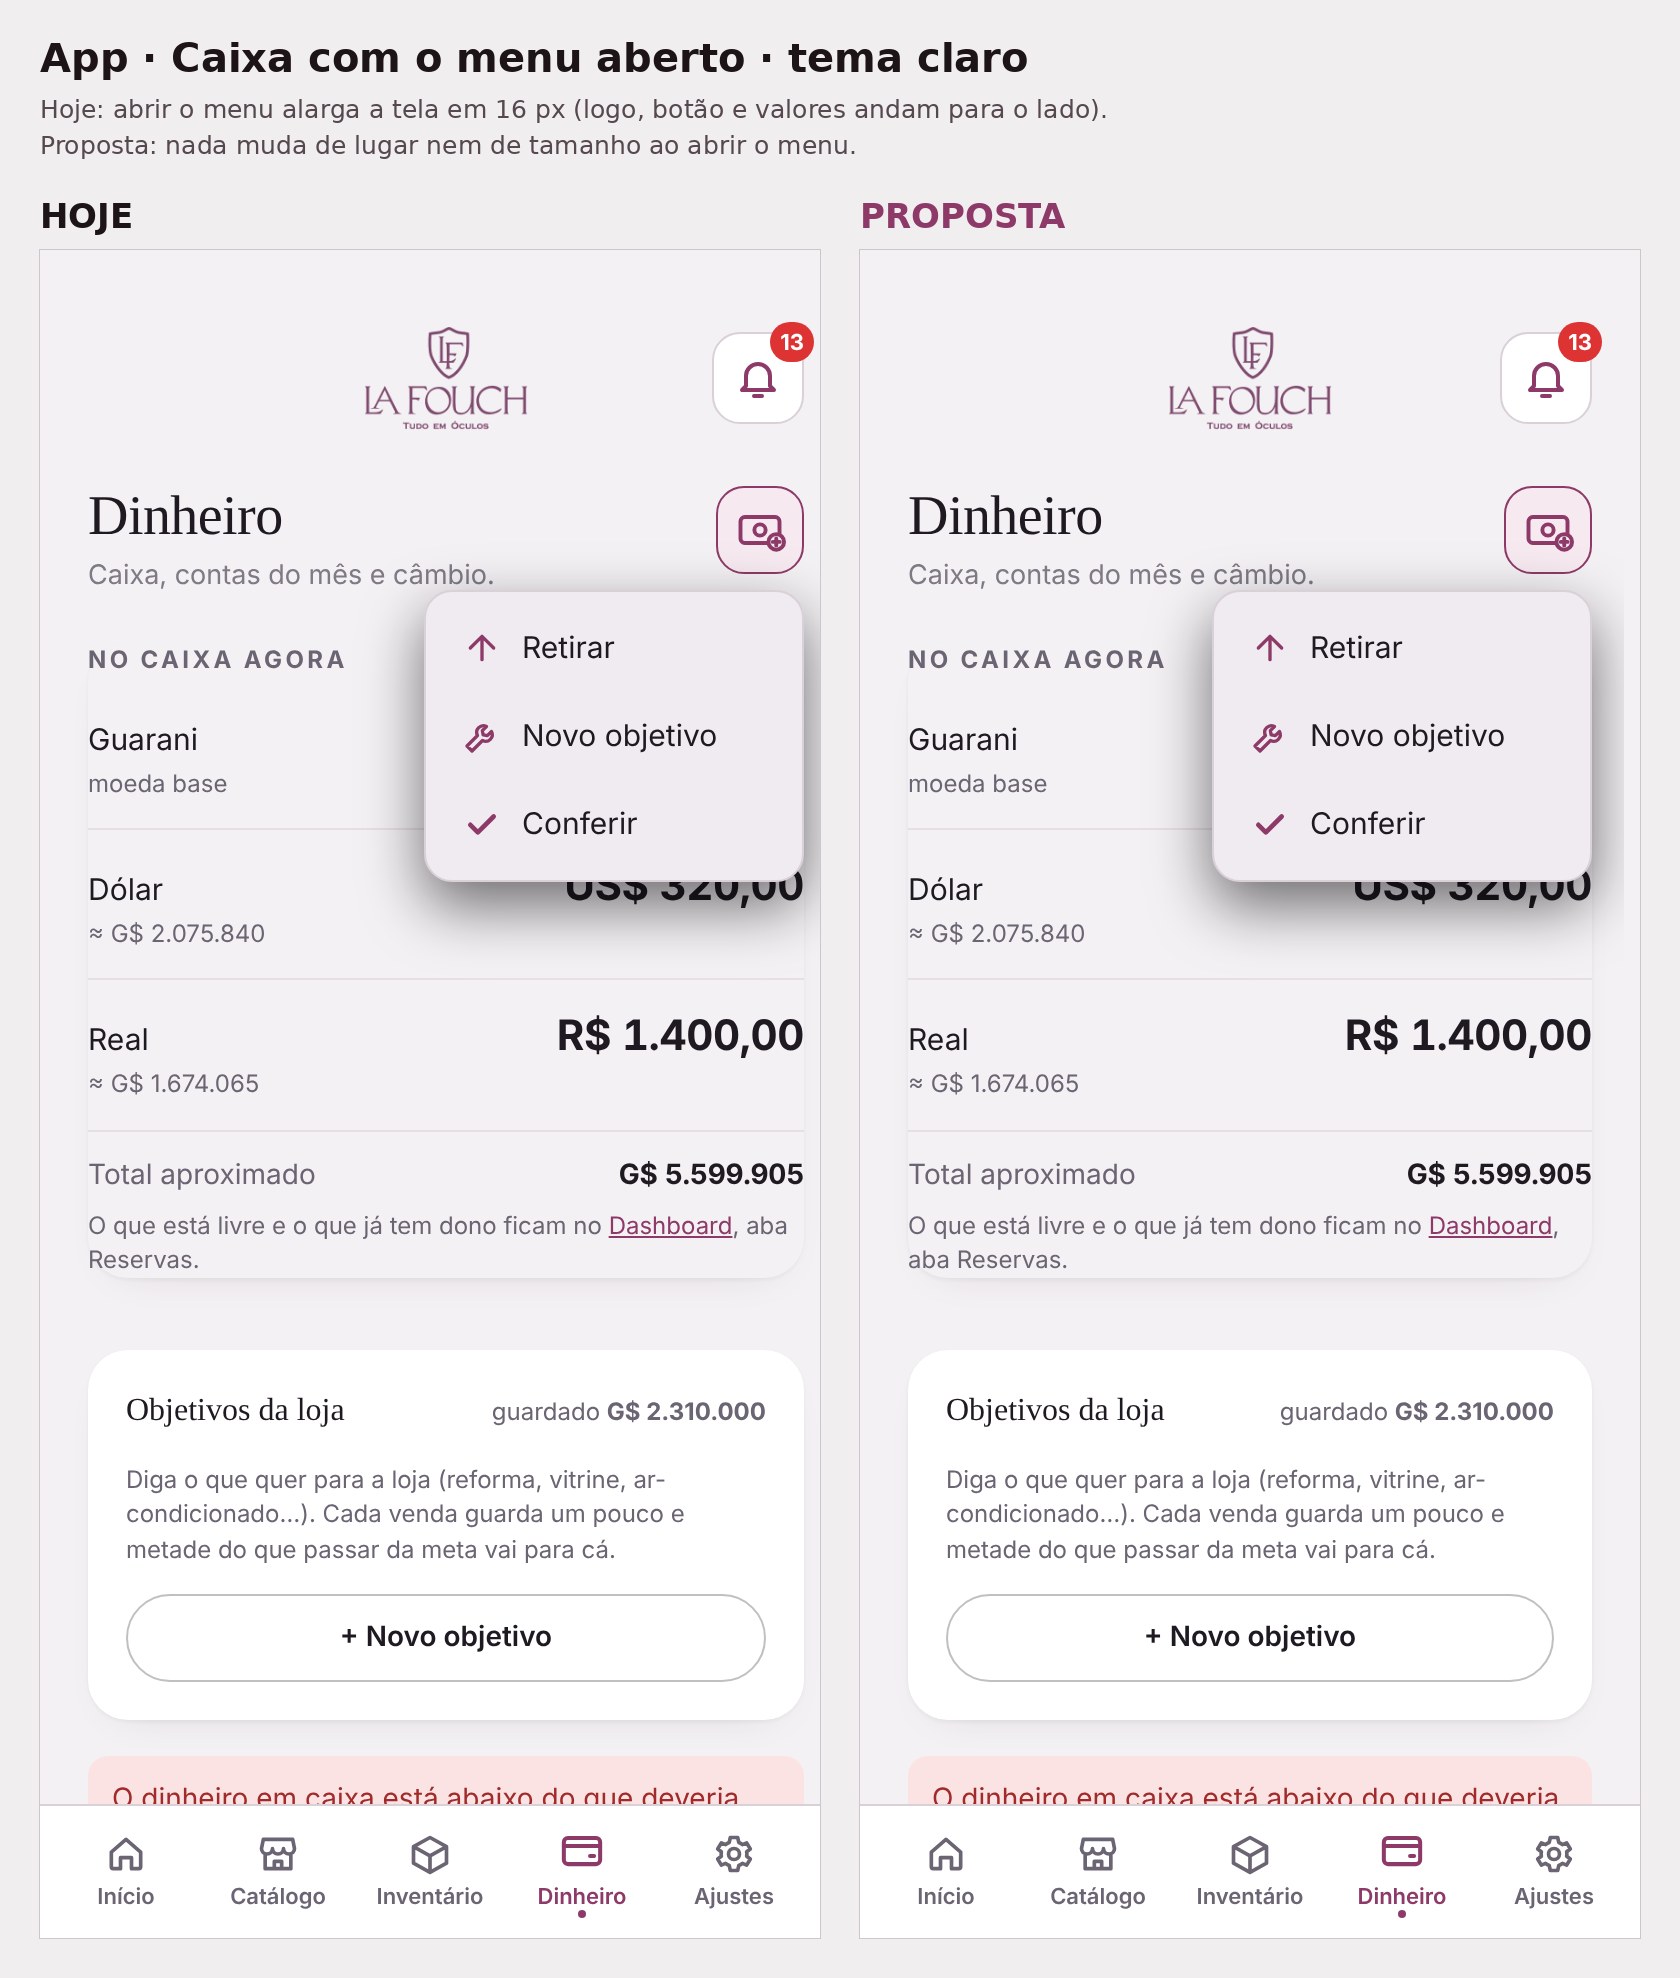 App · Caixa com o menu aberto · tema claro
Hoje: abrir o menu alarga a tela em 16 px (logo, botão e valores andam para o lado).
Proposta: nada muda de lugar nem de tamanho ao abrir o menu.
HOJE
LF
LA FOUCH
Tudo em Óculos
13
Dinheiro
Caixa, contas do mês e câmbio.
Retirar
NO CAIXA AGORA
Novo objetivo
Guarani
moeda base
Conferir
Dólar
US$ 320,00
≈ G$ 2.075.840
Real
R$ 1.400,00
≈ G$ 1.674.065
Total aproximado
G$ 5.599.905
O que está livre e o que já tem dono ficam no Dashboard, aba
Reservas.
Objetivos da loja
guardado G$ 2.310.000
Diga o que quer para a loja (reforma, vitrine, ar-
condicionado...). Cada venda guarda um pouco e
metade do que passar da meta vai para cá.
+ Novo objetivo
O dinheiro em caixa está abaixo do que deveria
Início
Catálogo
Inventário
Dinheiro
Ajustes
PROPOSTA
LF
LA FOUCH
Tudo em Óculos
13
Dinheiro
Caixa, contas do mês e câmbio.
Retirar
NO CAIXA AGORA
Novo objetivo
Guarani
moeda base
Conferir
Dólar
US$ 320,00
≈ G$ 2.075.840
Real
R$ 1.400,00
≈ G$ 1.674.065
Total aproximado
G$ 5.599.905
O que está livre e o que já tem dono ficam no Dashboard,
aba Reservas.
Objetivos da loja
guardado G$ 2.310.000
Diga o que quer para a loja (reforma, vitrine, ar-
condicionado...). Cada venda guarda um pouco e
metade do que passar da meta vai para cá.
+ Novo objetivo
O dinheiro em caixa está abaixo do que deveria
Início
Catálogo
Inventário
Dinheiro
Ajustes